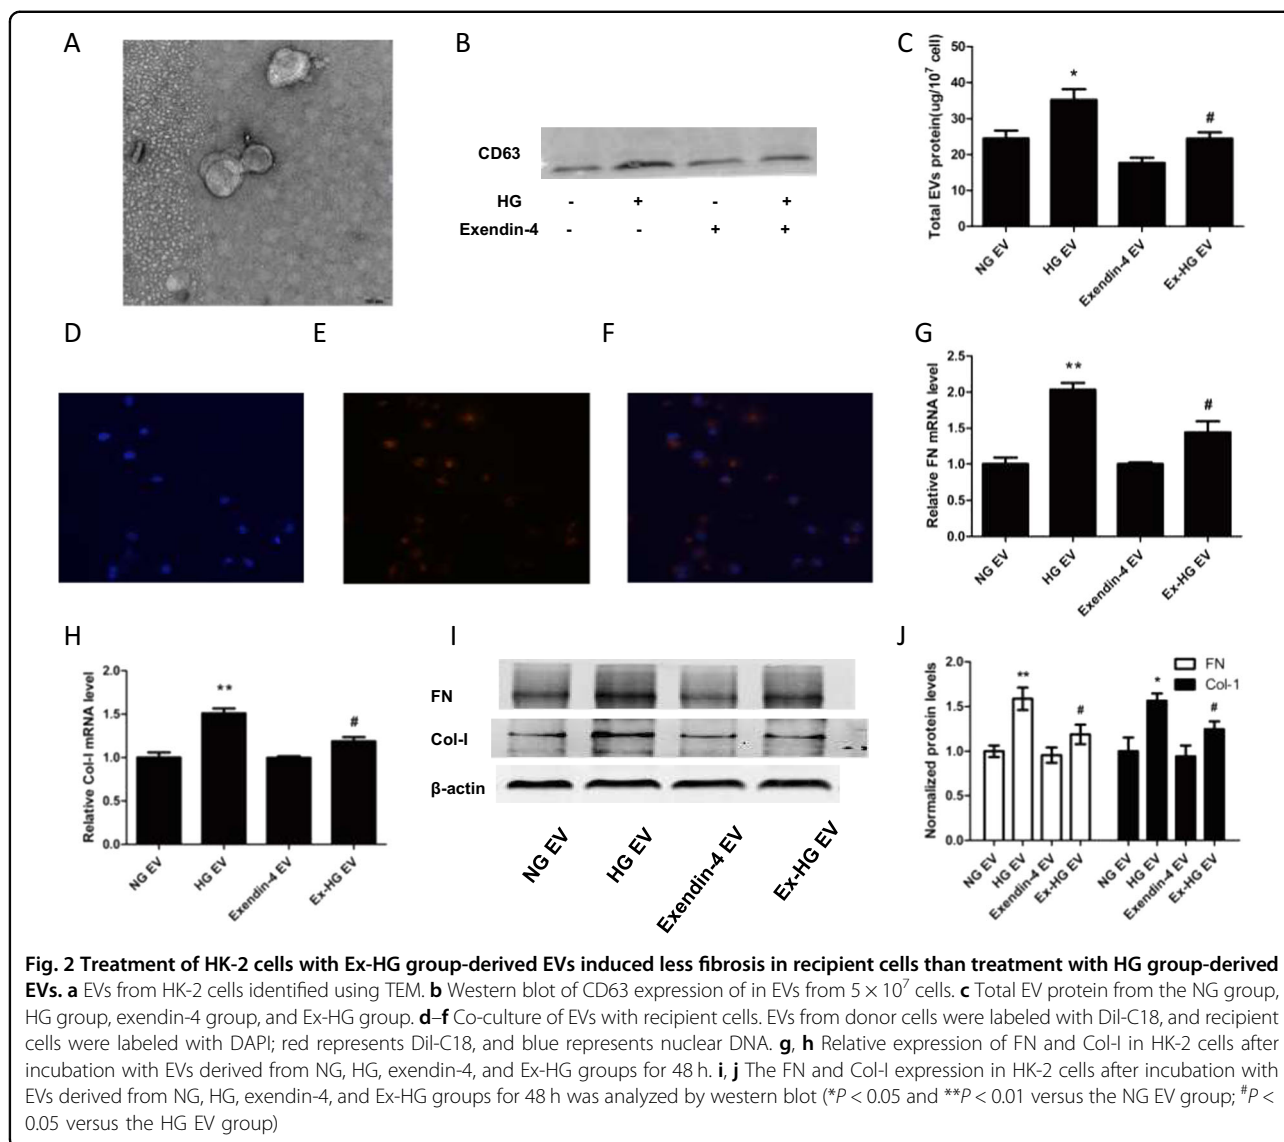 A
B
CD63
HG - + - +
Exendin-4 - - + +
C
Total EVs protein(ug/10⁷ cell)
50
40
30
20
10
0
*
#
NG EV
HG EV
Exendin-4 EV
Ex-HG EV
D
E
F
G
Relative FN mRNA level
2.5
2.0
1.5
1.0
0.5
0.0
**
#
NG EV
HG EV
Exendin-4 EV
Ex-HG EV
H
Relative Col-I mRNA level
2.0
1.5
1.0
0.5
0.0
**
#
NG EV
HG EV
Exendin-4 EV
Ex-HG EV
I
FN
Col-I
β-actin
NG EV
HG EV
Exendin-4 EV
Ex-HG EV
J
Normalized protein levels
2.0
1.5
1.0
0.5
0.0
FN
Col-1
**
#
*
#
NG EV
HG EV
Exendin-4 EV
Ex-HG EV
NG EV
HG EV
Exendin-4 EV
Ex-HG EV
Fig. 2 Treatment of HK-2 cells with Ex-HG group-derived EVs induced less fibrosis in recipient cells than treatment with HG group-derived
EVs. a EVs from HK-2 cells identified using TEM. b Western blot of CD63 expression of in EVs from 5 × 10⁷ cells. c Total EV protein from the NG group,
HG group, exendin-4 group, and Ex-HG group. d–f Co-culture of EVs with recipient cells. EVs from donor cells were labeled with Dil-C18, and recipient
cells were labeled with DAPI; red represents Dil-C18, and blue represents nuclear DNA. g, h Relative expression of FN and Col-I in HK-2 cells after
incubation with EVs derived from NG, HG, exendin-4, and Ex-HG groups for 48 h. i, j The FN and Col-I expression in HK-2 cells after incubation with
EVs derived from NG, HG, exendin-4, and Ex-HG groups for 48 h was analyzed by western blot (*P < 0.05 and **P < 0.01 versus the NG EV group; #P <
0.05 versus the HG EV group)